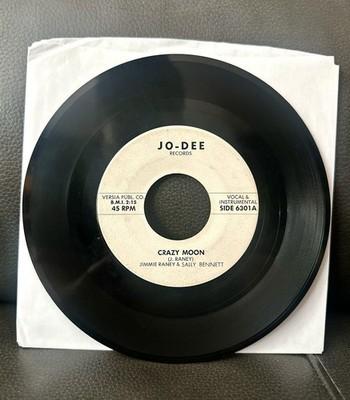 JO-DEE
RECORDS
VERSIA PUBL. CO.
B.M.I. 2:15
45 RPM
VOCAL &
INSTRUMENTAL
SIDE 6301A
CRAZY MOON
(J. RANEY)
JIMMIE RANEY & SALLY BENNETT